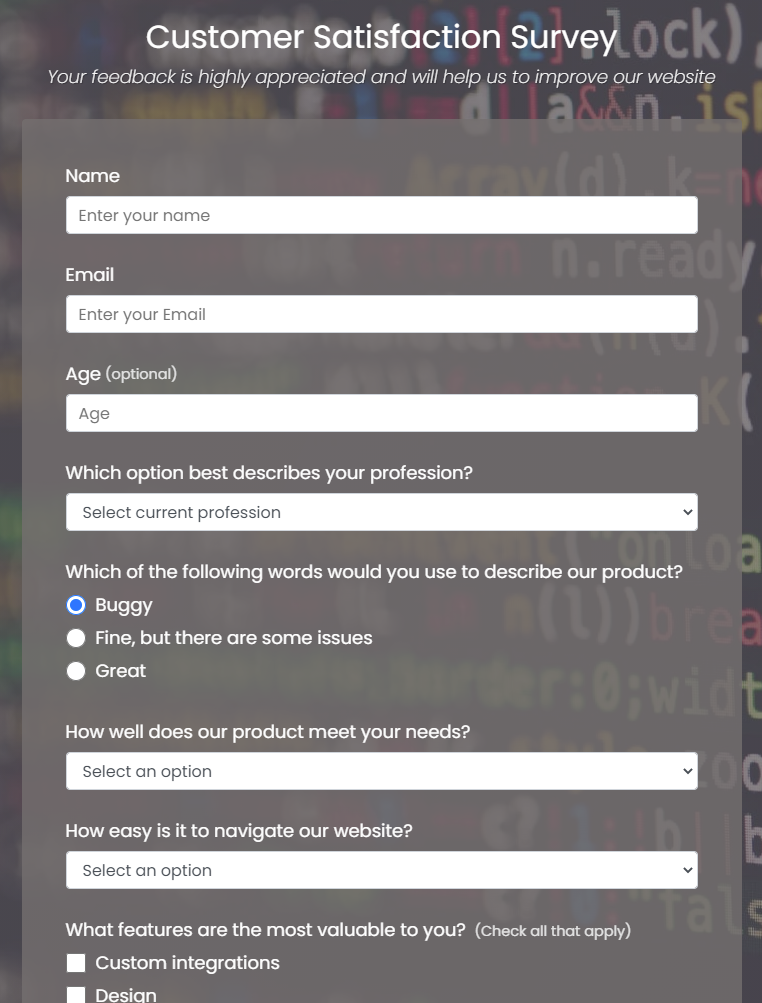 Customer Satisfaction Survey
Your feedback is highly appreciated and will help us to improve our website
Name
Enter your name
Email
Enter your Email
Age (optional)
Age
Which option best describes your profession?
Select current profession
Which of the following words would you use to describe our product?
Buggy
Fine, but there are some issues
Great
How well does our product meet your needs?
Select an option
How easy is it to navigate our website?
Select an option
What features are the most valuable to you? (Check all that apply)
Custom integrations
Design